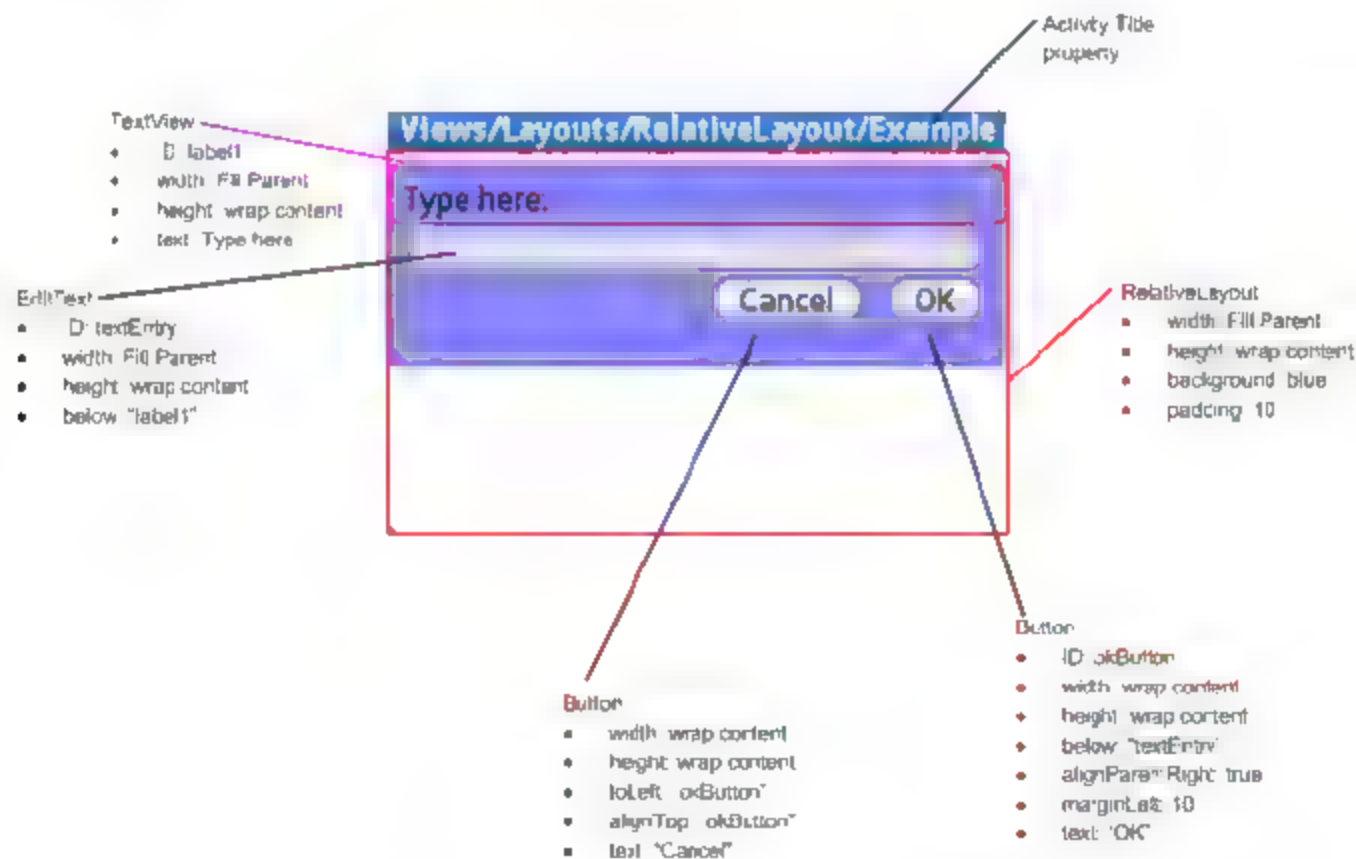 Activity Title
property
TextView
ID: label1
width: Fill Parent
height: wrap content
text: Type here
Views/Layouts/RelativeLayout/Example
Type here:
Cancel OK
EditText
ID: textEntry
width: Fill Parent
height: wrap content
below: "label1"
RelativeLayout
width: Fill Parent
height: wrap content
background: blue
padding: 10
Button
width: wrap content
height: wrap content
toLeft: "okButton"
alignTop: "okButton"
text: "Cancel"
Button
ID: okButton
width: wrap content
height: wrap content
below: "textEntry"
alignParentRight: true
marginLeft: 10
text: "OK"